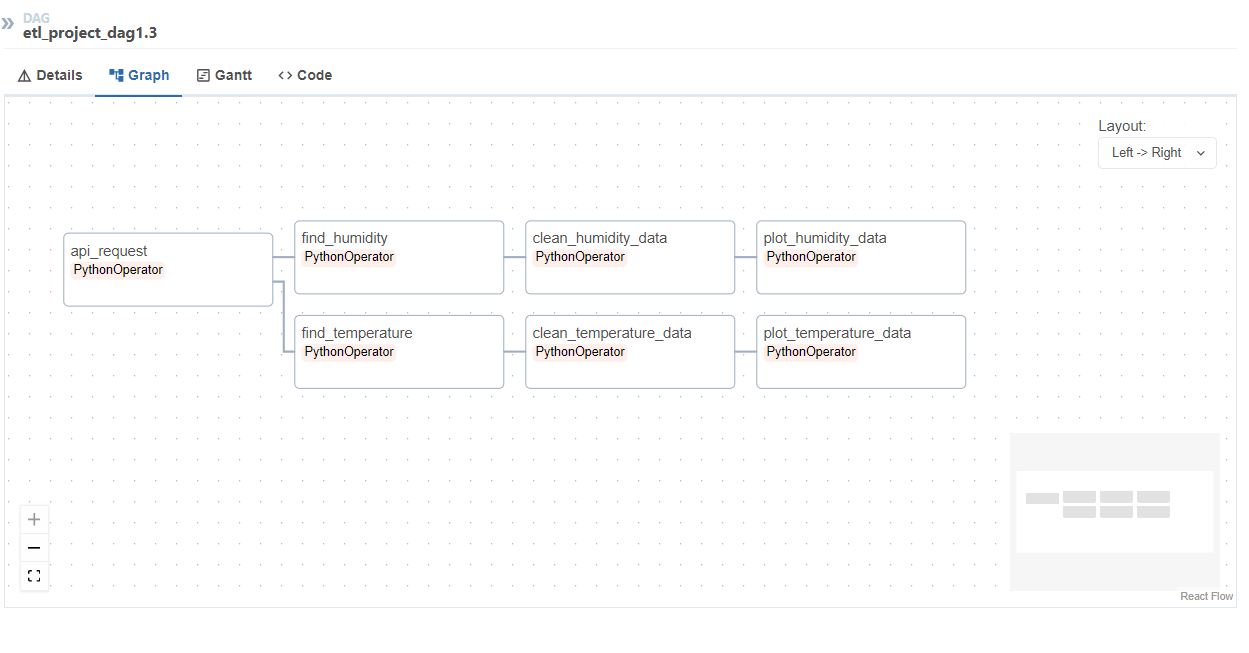 DAG
etl_project_dag1.3
Details
Graph
Gantt
Code
Layout:
Left -> Right
api_request
PythonOperator
find_humidity
PythonOperator
clean_humidity_data
PythonOperator
plot_humidity_data
PythonOperator
find_temperature
PythonOperator
clean_temperature_data
PythonOperator
plot_temperature_data
PythonOperator
React Flow